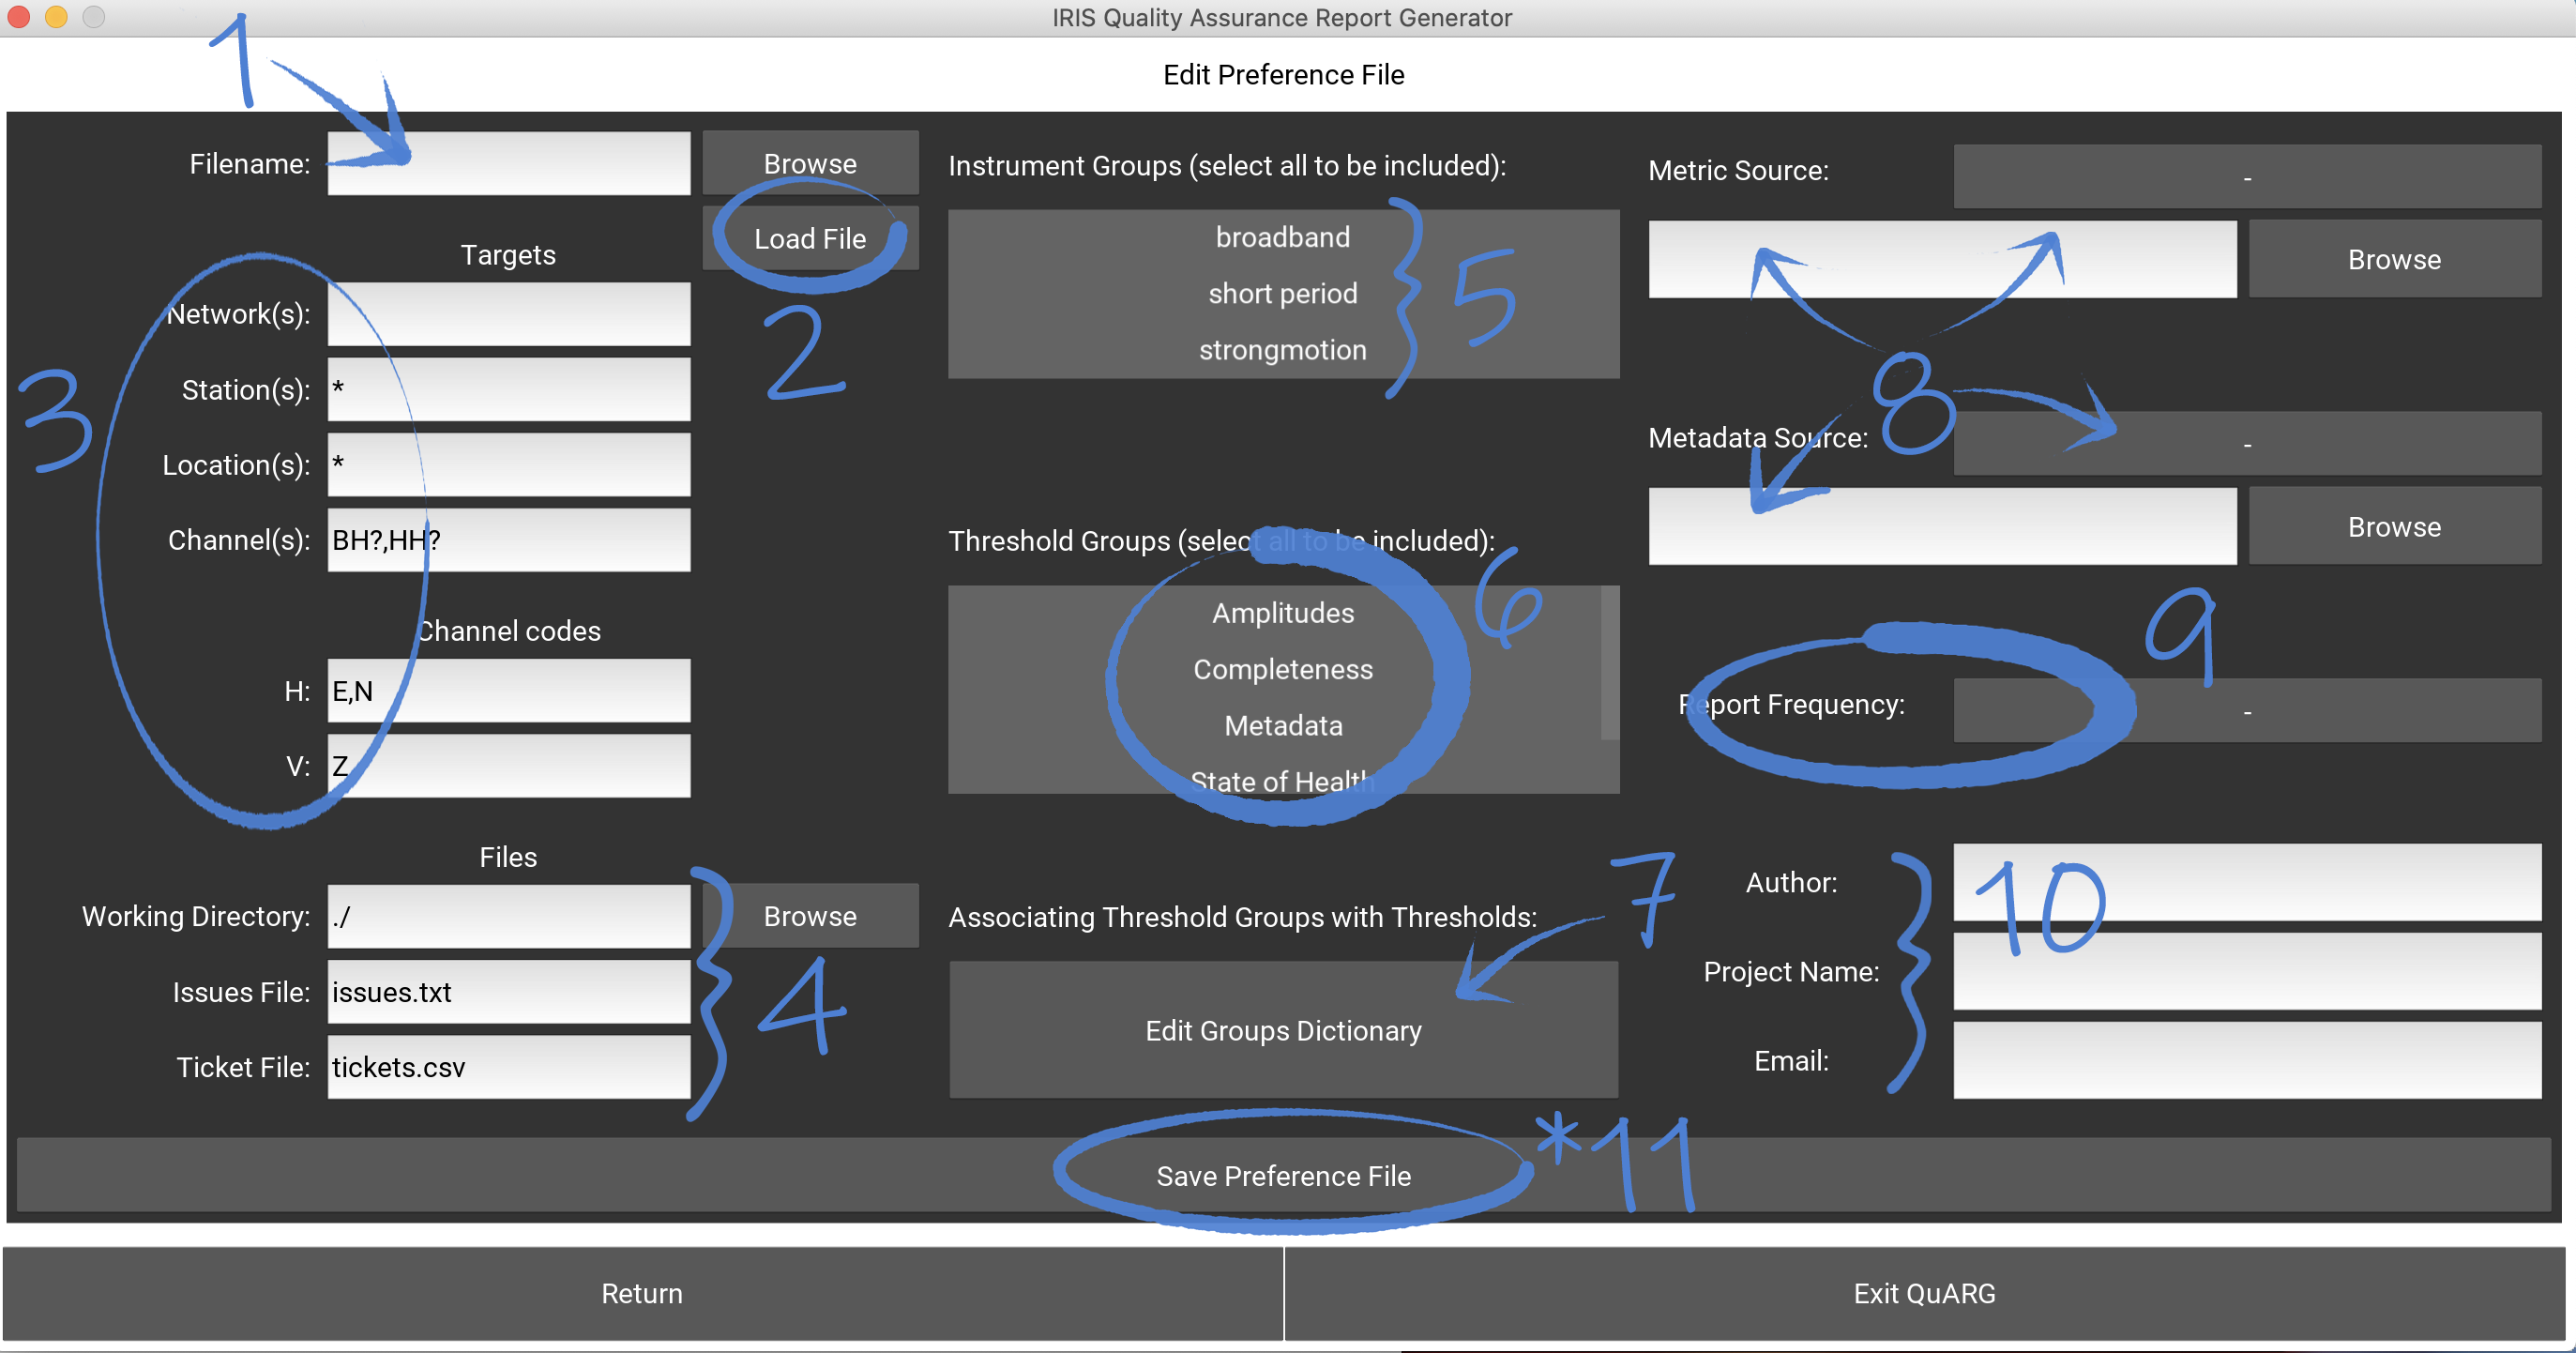 IRIS Quality Assurance Report Generator
1
Edit Preference File
Filename:
Browse
Load File
2
3
Targets
Network(s):
Station(s): *
Location(s): *
Channel(s): BH?,HH?
Channel codes
H: E,N
V: Z
Files
Working Directory: ./
Browse
Issues File: issues.txt
Ticket File: tickets.csv
4
Instrument Groups (select all to be included):
broadband
short period
strongmotion
5
Threshold Groups (select all to be included):
6
Amplitudes
Completeness
Metadata
State of Health
7
Associating Threshold Groups with Thresholds:
Edit Groups Dictionary
Metric Source: -
Browse
8
Metadata Source: -
Browse
9
Report Frequency: -
Author:
10
Project Name:
Email:
Save Preference File
*11
Return
Exit QuARG